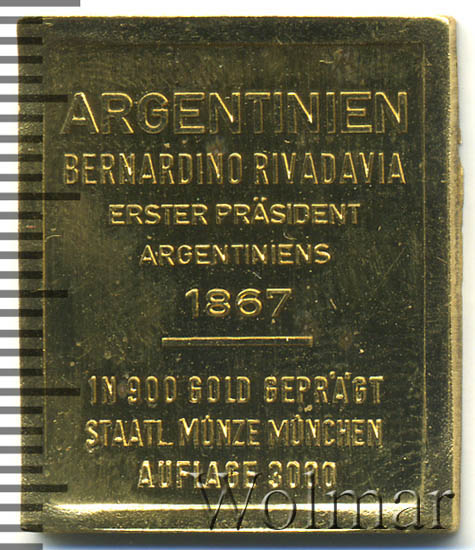 ARGENTINIEN
BERNARDINO RIVADAVIA
ERSTER PRÄSIDENT
ARGENTINIENS
1867
IN 900 GOLD GEPRÄGT
STAATL. MÜNZE MÜNCHEN
AUFLAGE 3000
Wolmar